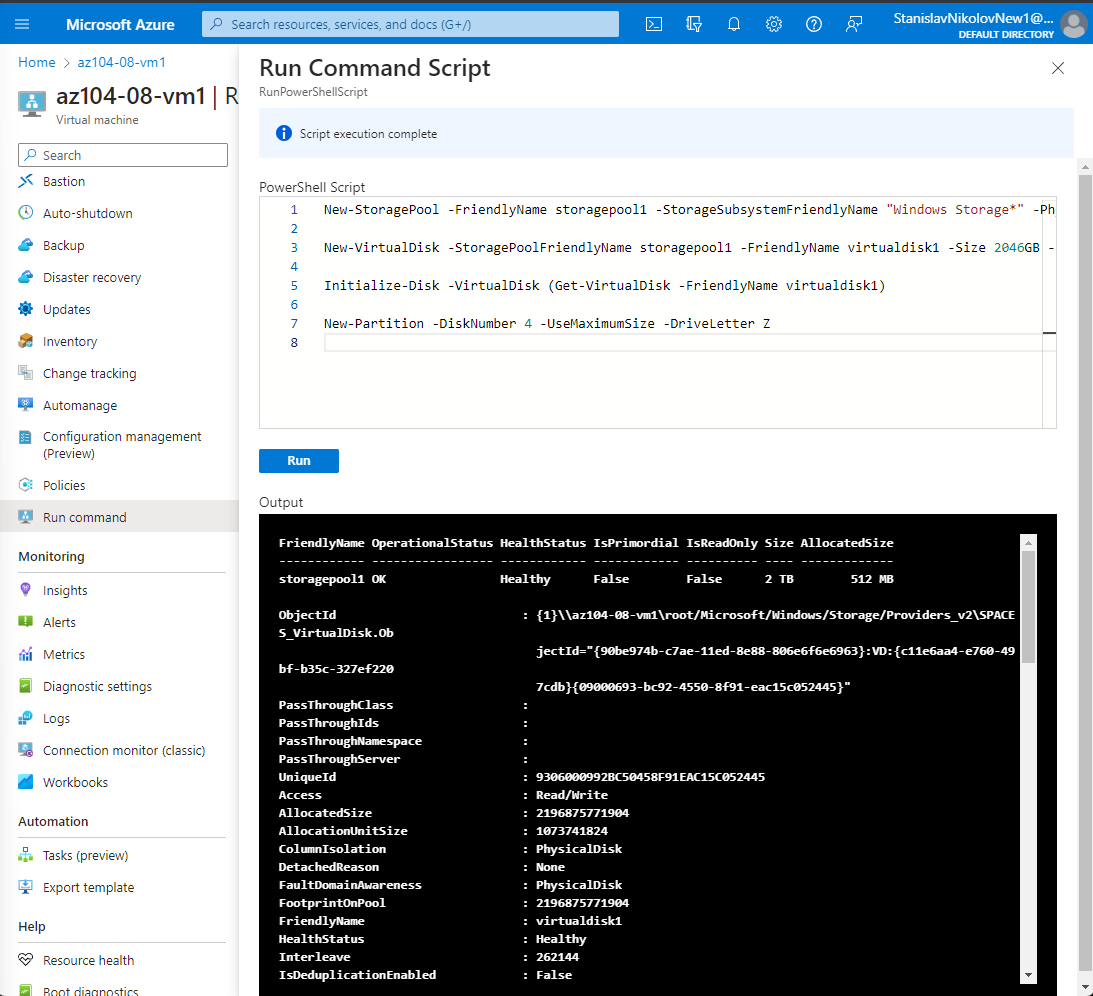 Microsoft Azure
Search resources, services, and docs (G+/)
StanislavNikolovNew1@...
DEFAULT DIRECTORY
Home > az104-08-vm1
az104-08-vm1 | R
Virtual machine
Search
Bastion
Auto-shutdown
Backup
Disaster recovery
Updates
Inventory
Change tracking
Automanage
Configuration management
(Preview)
Policies
Run command
Monitoring
Insights
Alerts
Metrics
Diagnostic settings
Logs
Connection monitor (classic)
Workbooks
Automation
Tasks (preview)
Export template
Help
Resource health
Boot diagnostics
Run Command Script
RunPowerShellScript
Script execution complete
PowerShell Script
1 New-StoragePool -FriendlyName storagepool1 -StorageSubsystemFriendlyName "Windows Storage*" -Ph
2
3 New-VirtualDisk -StoragePoolFriendlyName storagepool1 -FriendlyName virtualdisk1 -Size 2046GB -
4
5 Initialize-Disk -VirtualDisk (Get-VirtualDisk -FriendlyName virtualdisk1)
6
7 New-Partition -DiskNumber 4 -UseMaximumSize -DriveLetter Z
8
Run
Output
FriendlyName OperationalStatus HealthStatus IsPrimordial IsReadOnly Size AllocatedSize
------------ ----------------- ------------ ------------ ---------- ---- -------------
storagepool1 OK Healthy False False 2 TB 512 MB
ObjectId : {1}\\az104-08-vm1\root/Microsoft/Windows/Storage/Providers_v2\SPACE
S_VirtualDisk.Ob
jectId="{90be974b-c7ae-11ed-8e88-806e6f6e6963}:VD:{c11e6aa4-e760-49
bf-b35c-327ef220
7cdb}{09000693-bc92-4550-8f91-eac15c052445}"
PassThroughClass :
PassThroughIds :
PassThroughNamespace :
PassThroughServer :
UniqueId : 9306000992BC50458F91EAC15C052445
Access : Read/Write
AllocatedSize : 2196875771904
AllocationUnitSize : 1073741824
ColumnIsolation : PhysicalDisk
DetachedReason : None
FaultDomainAwareness : PhysicalDisk
FootprintOnPool : 2196875771904
FriendlyName : virtualdisk1
HealthStatus : Healthy
Interleave : 262144
IsDeduplicationEnabled : False